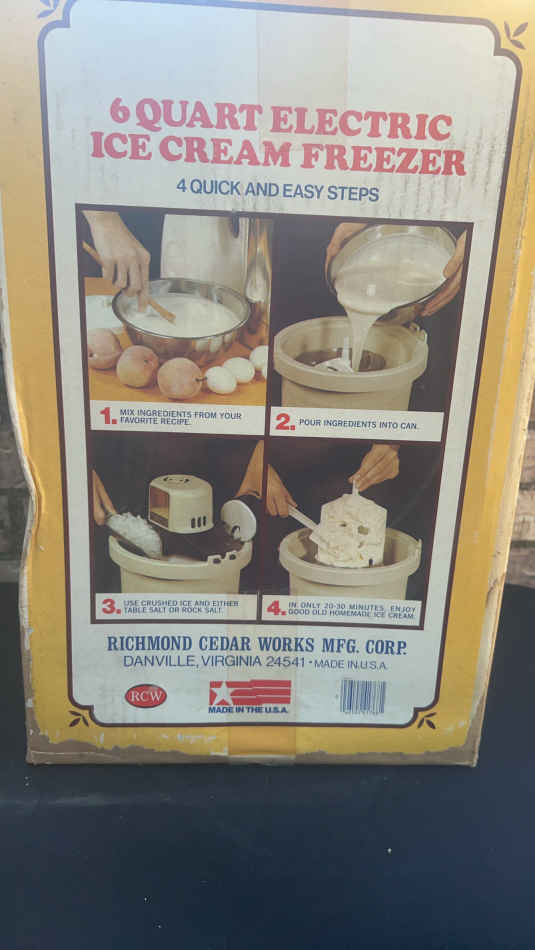 6 QUART ELECTRIC
ICE CREAM FREEZER
4 QUICK AND EASY STEPS
1. MIX INGREDIENTS FROM YOUR
FAVORITE RECIPE.
2. POUR INGREDIENTS INTO CAN.
3. USE CRUSHED ICE AND EITHER
TABLE SALT OR ROCK SALT.
4. IN ONLY 20-30 MINUTES, ENJOY
GOOD OLD HOMEMADE ICE CREAM.
RICHMOND CEDAR WORKS MFG. CORP.
DANVILLE, VIRGINIA 24541 • MADE IN U.S.A.
RCW
MADE IN THE U.S.A.